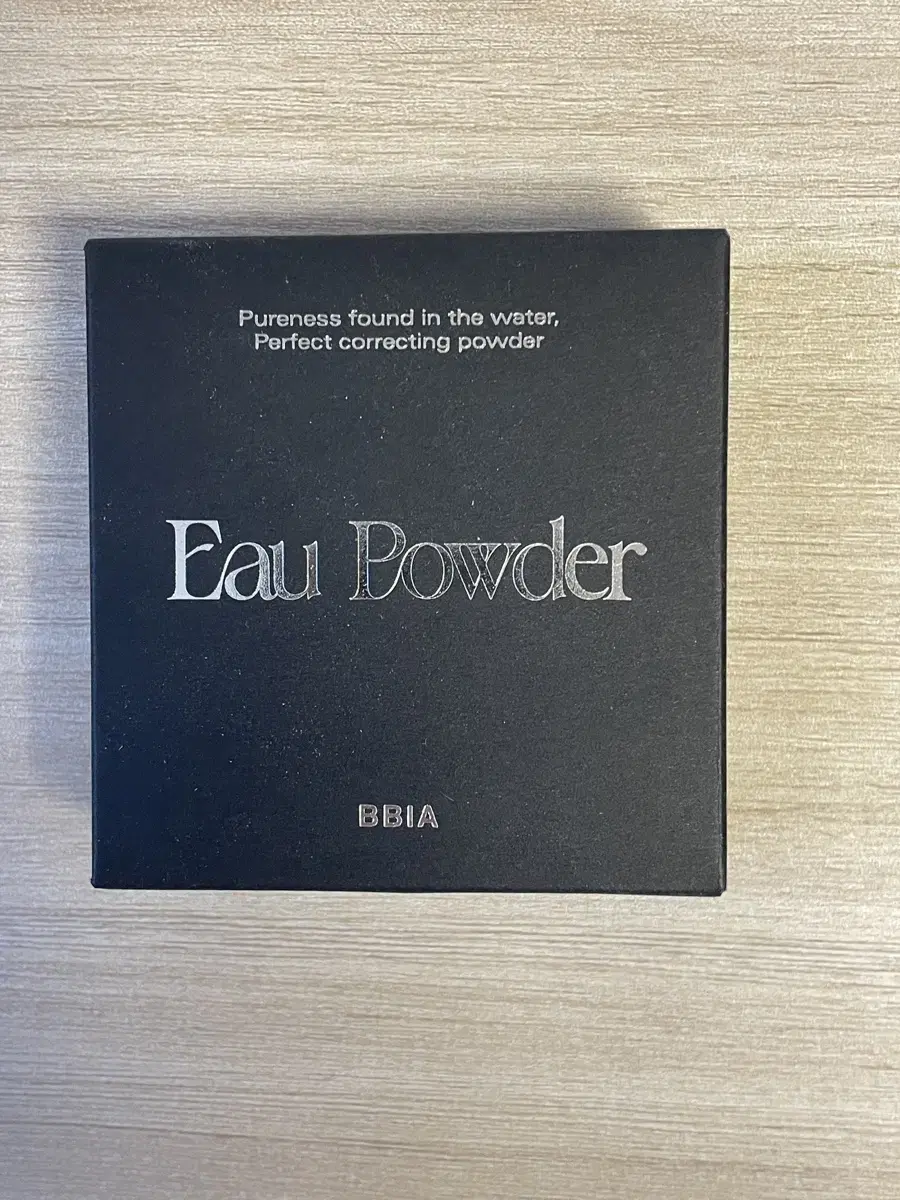 Pureness found in the water,
Perfect correcting powder
Eau Powder
BBIA